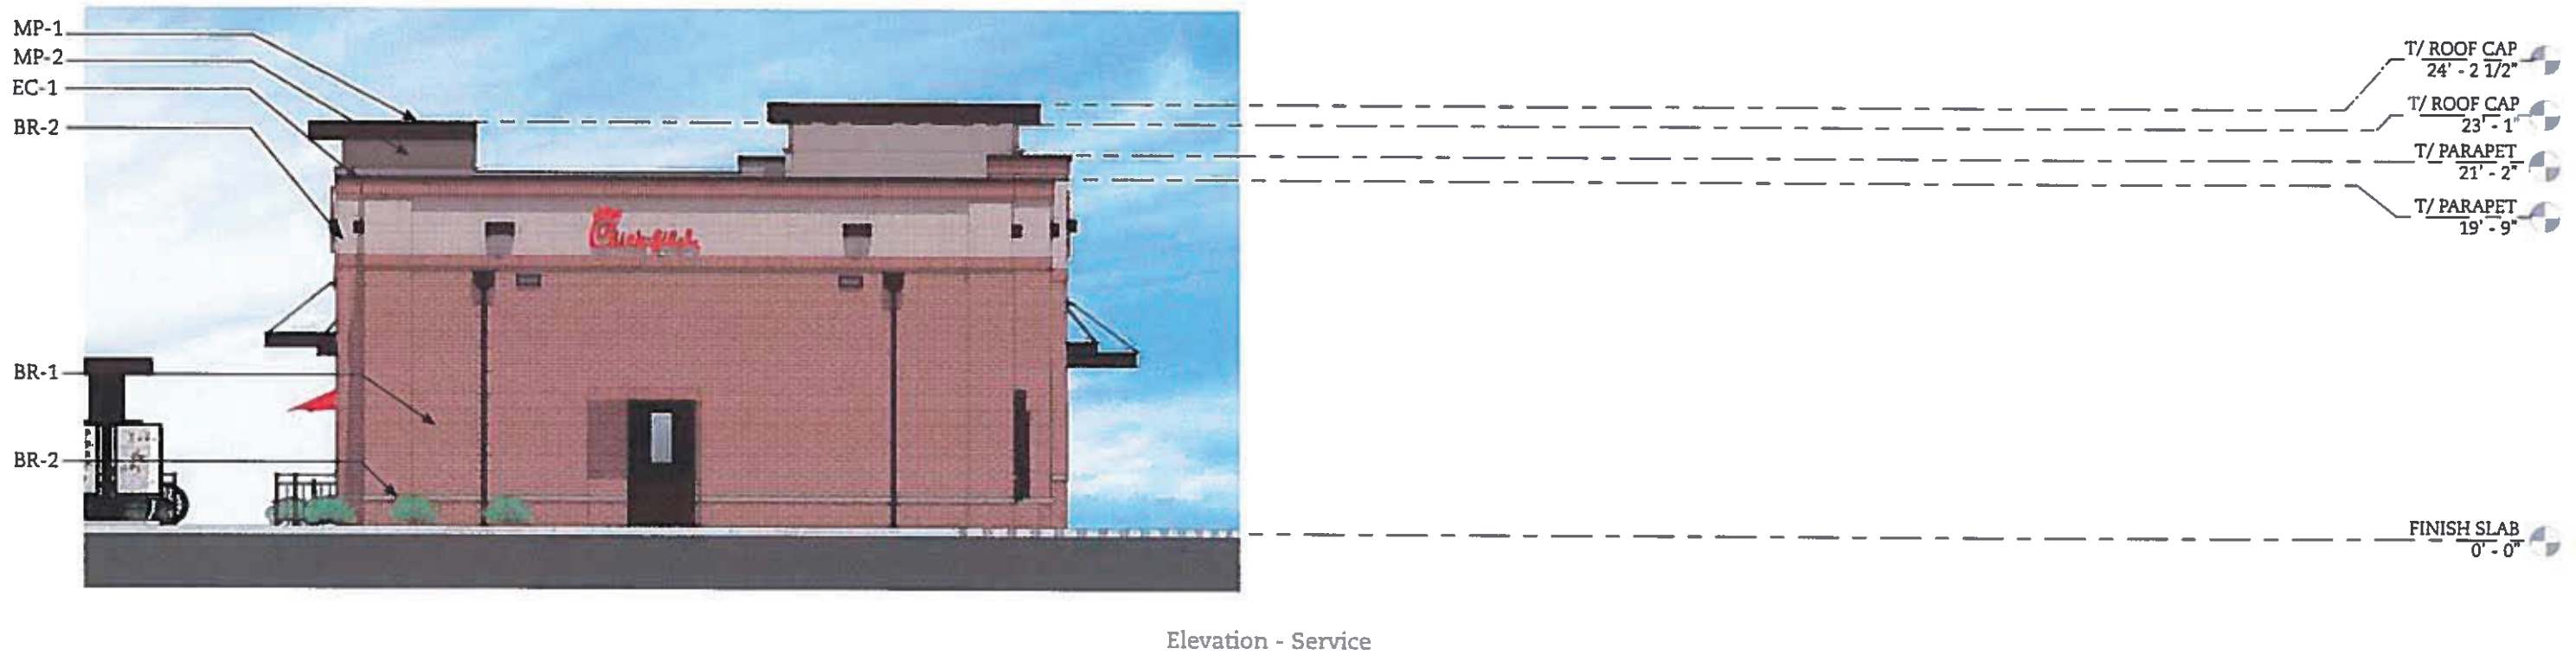 MP-1
MP-2
EC-1
BR-2
BR-1
BR-2
Chick-fil-A
T/ ROOF CAP
24' - 2 1/2"
T/ ROOF CAP
23' - 1"
T/ PARAPET
21' - 2"
T/ PARAPET
19' - 9"
FINISH SLAB
0' - 0"
Elevation - Service